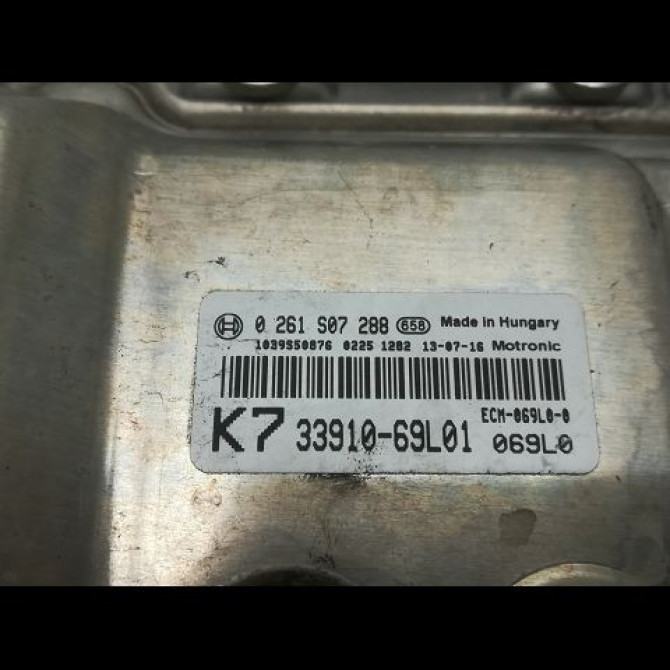 0 261 S07 288 658 Made in Hungary
1039S50876 0225 1282 13-07-16 Motronic
ECM-069L0-0
K7 33910-69L01 069L0